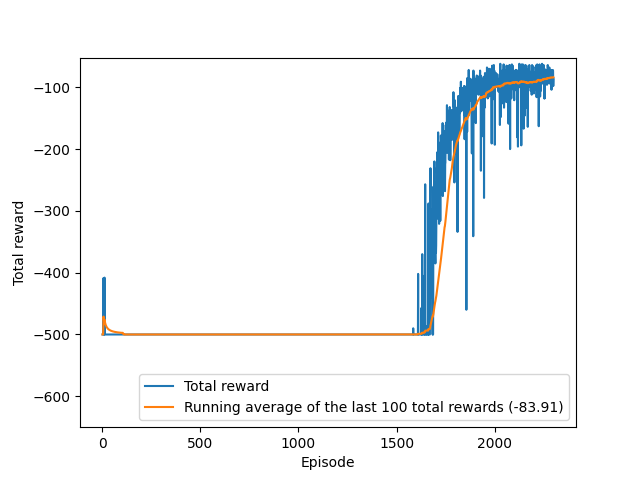 −100
−200
−300
−400
−500
−600
Total reward
Total reward
Running average of the last 100 total rewards (-83.91)
0
500
1000
1500
2000
Episode